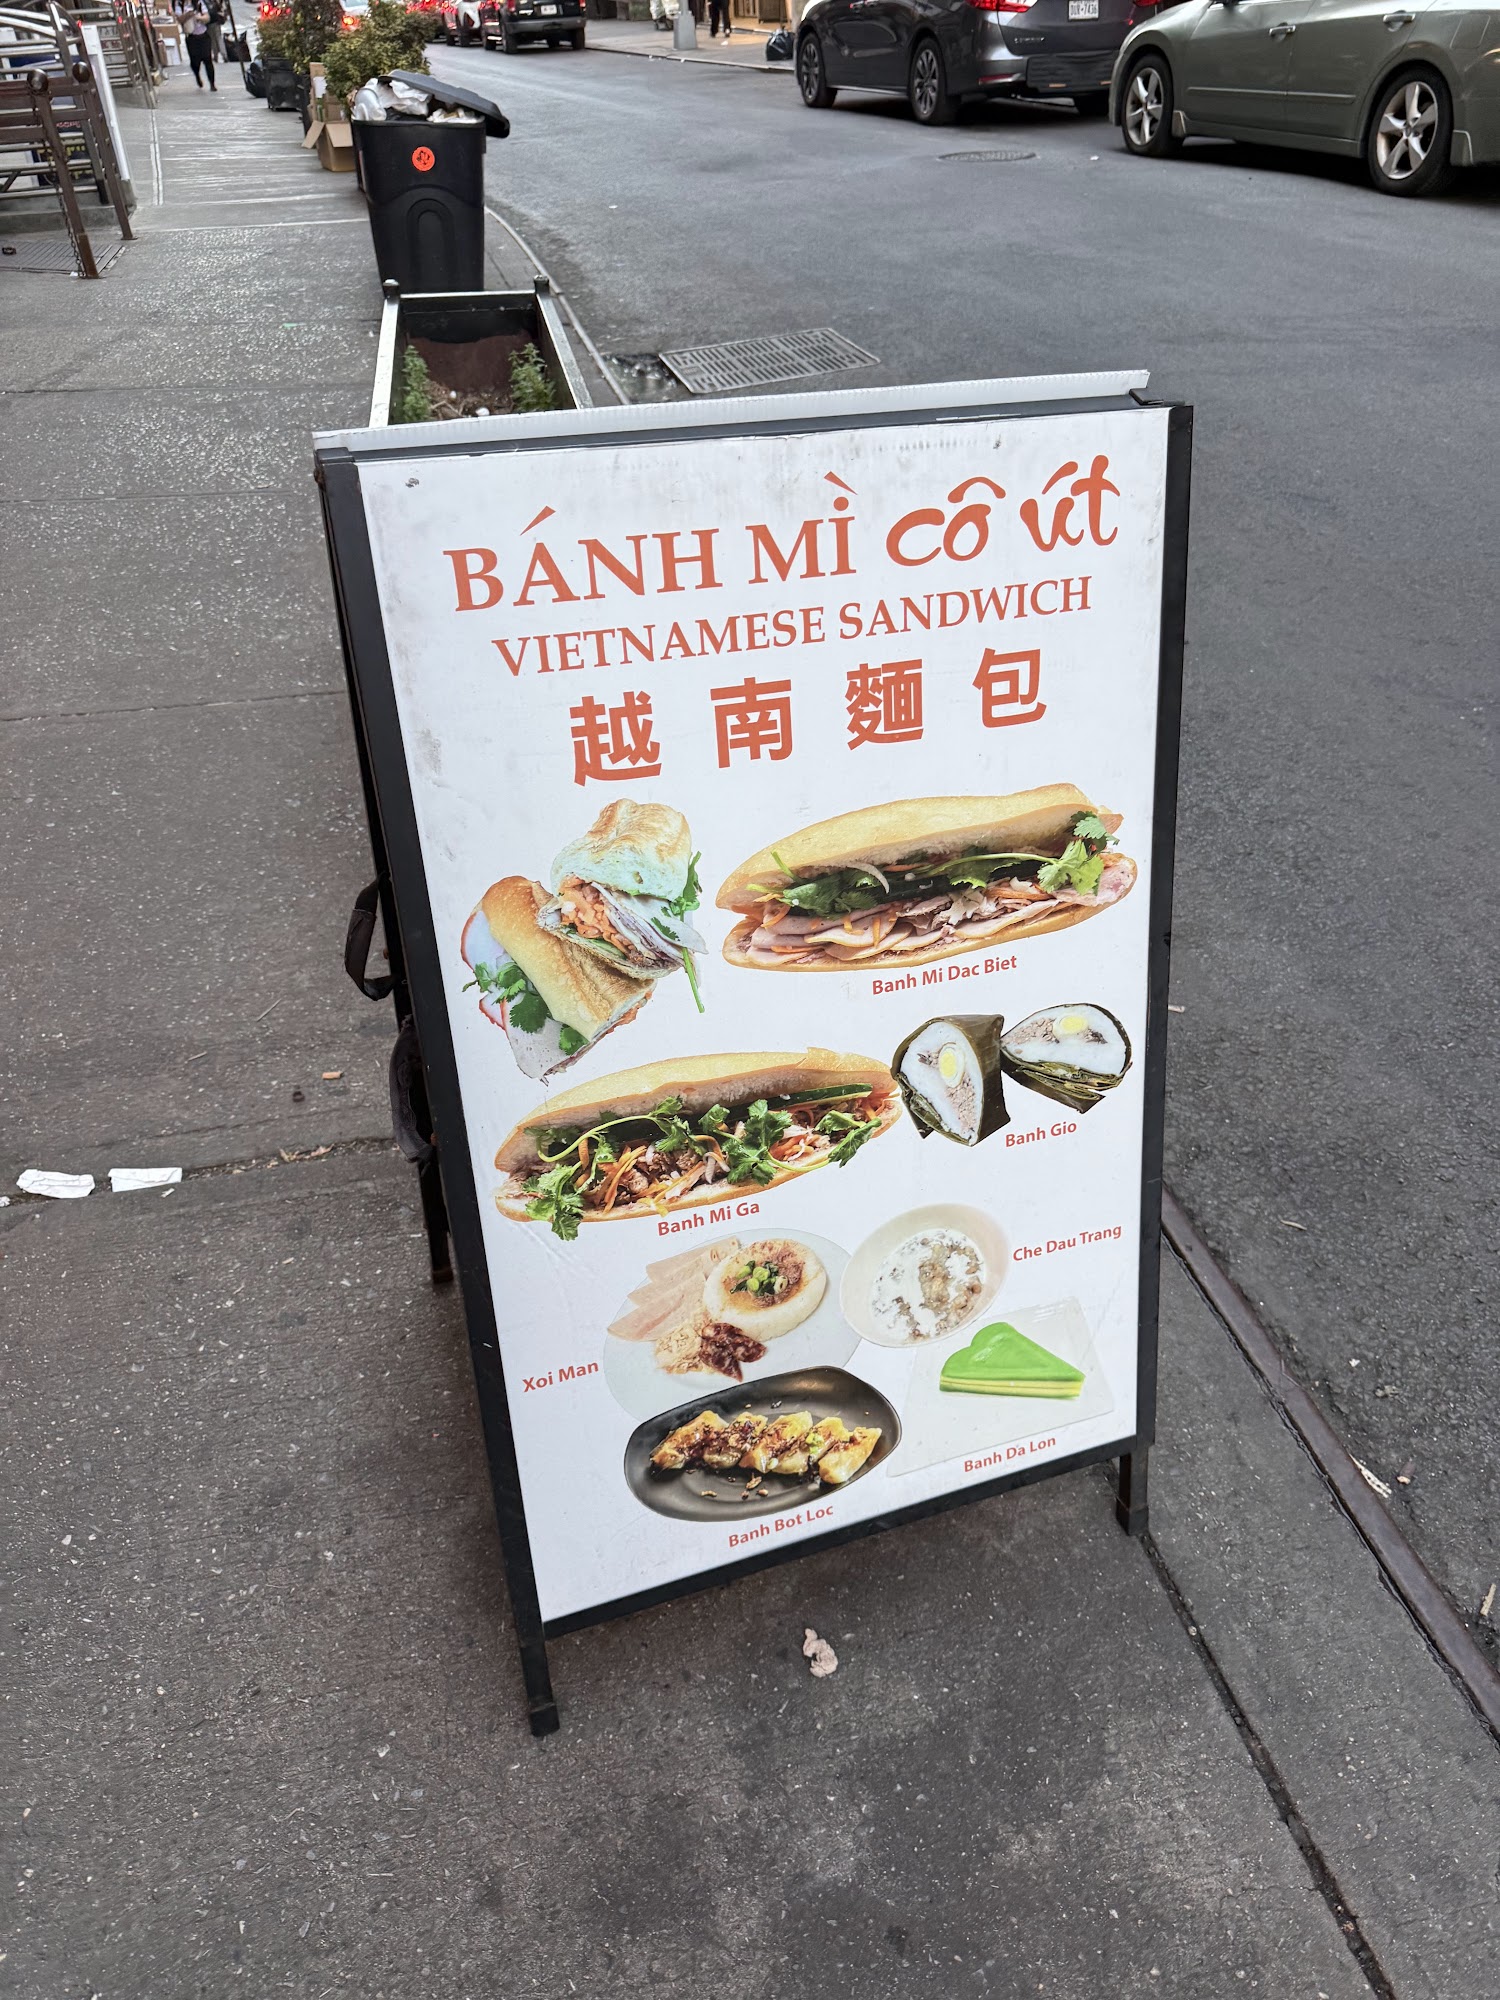 BÁNH MÌ cô út
VIETNAMESE SANDWICH
越南麵包
Banh Mi Dac Biet
Banh Gio
Banh Mi Ga
Che Dau Trang
Xoi Man
Banh Da Lon
Banh Bot Loc